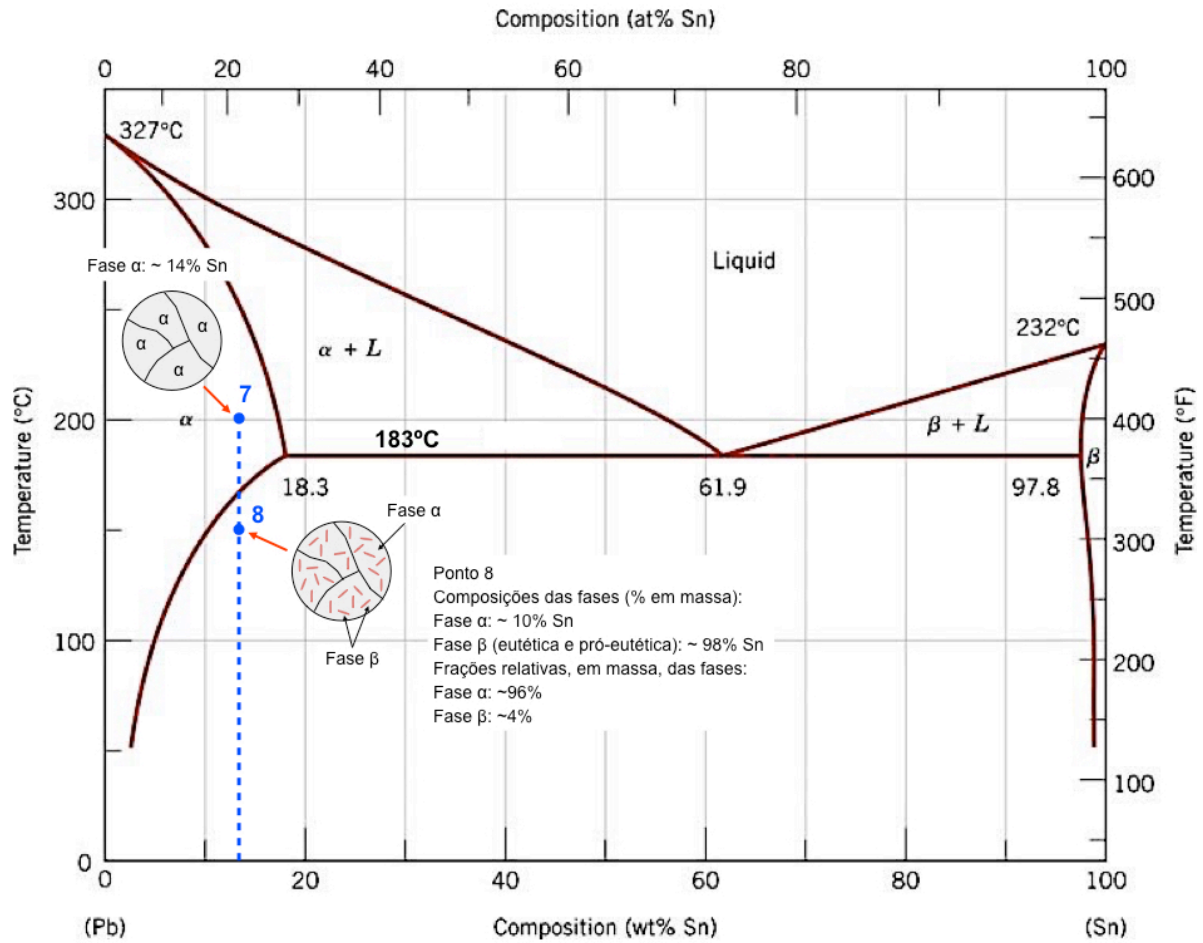 Composition (at% Sn)
0 20 40 60 80 100
327°C
300
600
Liquid
Fase α: ~ 14% Sn
α
α
α
α
500
232°C
α + L
7
200
α
400
183ºC
β + L
β
18.3
61.9
97.8
Temperature (°C)
Temperature (°F)
8
Fase α
300
Ponto 8
Composições das fases (% em massa):
Fase α: ~ 10% Sn
Fase β (eutética e pró-eutética): ~ 98% Sn
Frações relativas, em massa, das fases:
Fase α: ~96%
Fase β: ~4%
100
Fase β
200
100
0
0 20 40 60 80 100
(Pb) Composition (wt% Sn) (Sn)